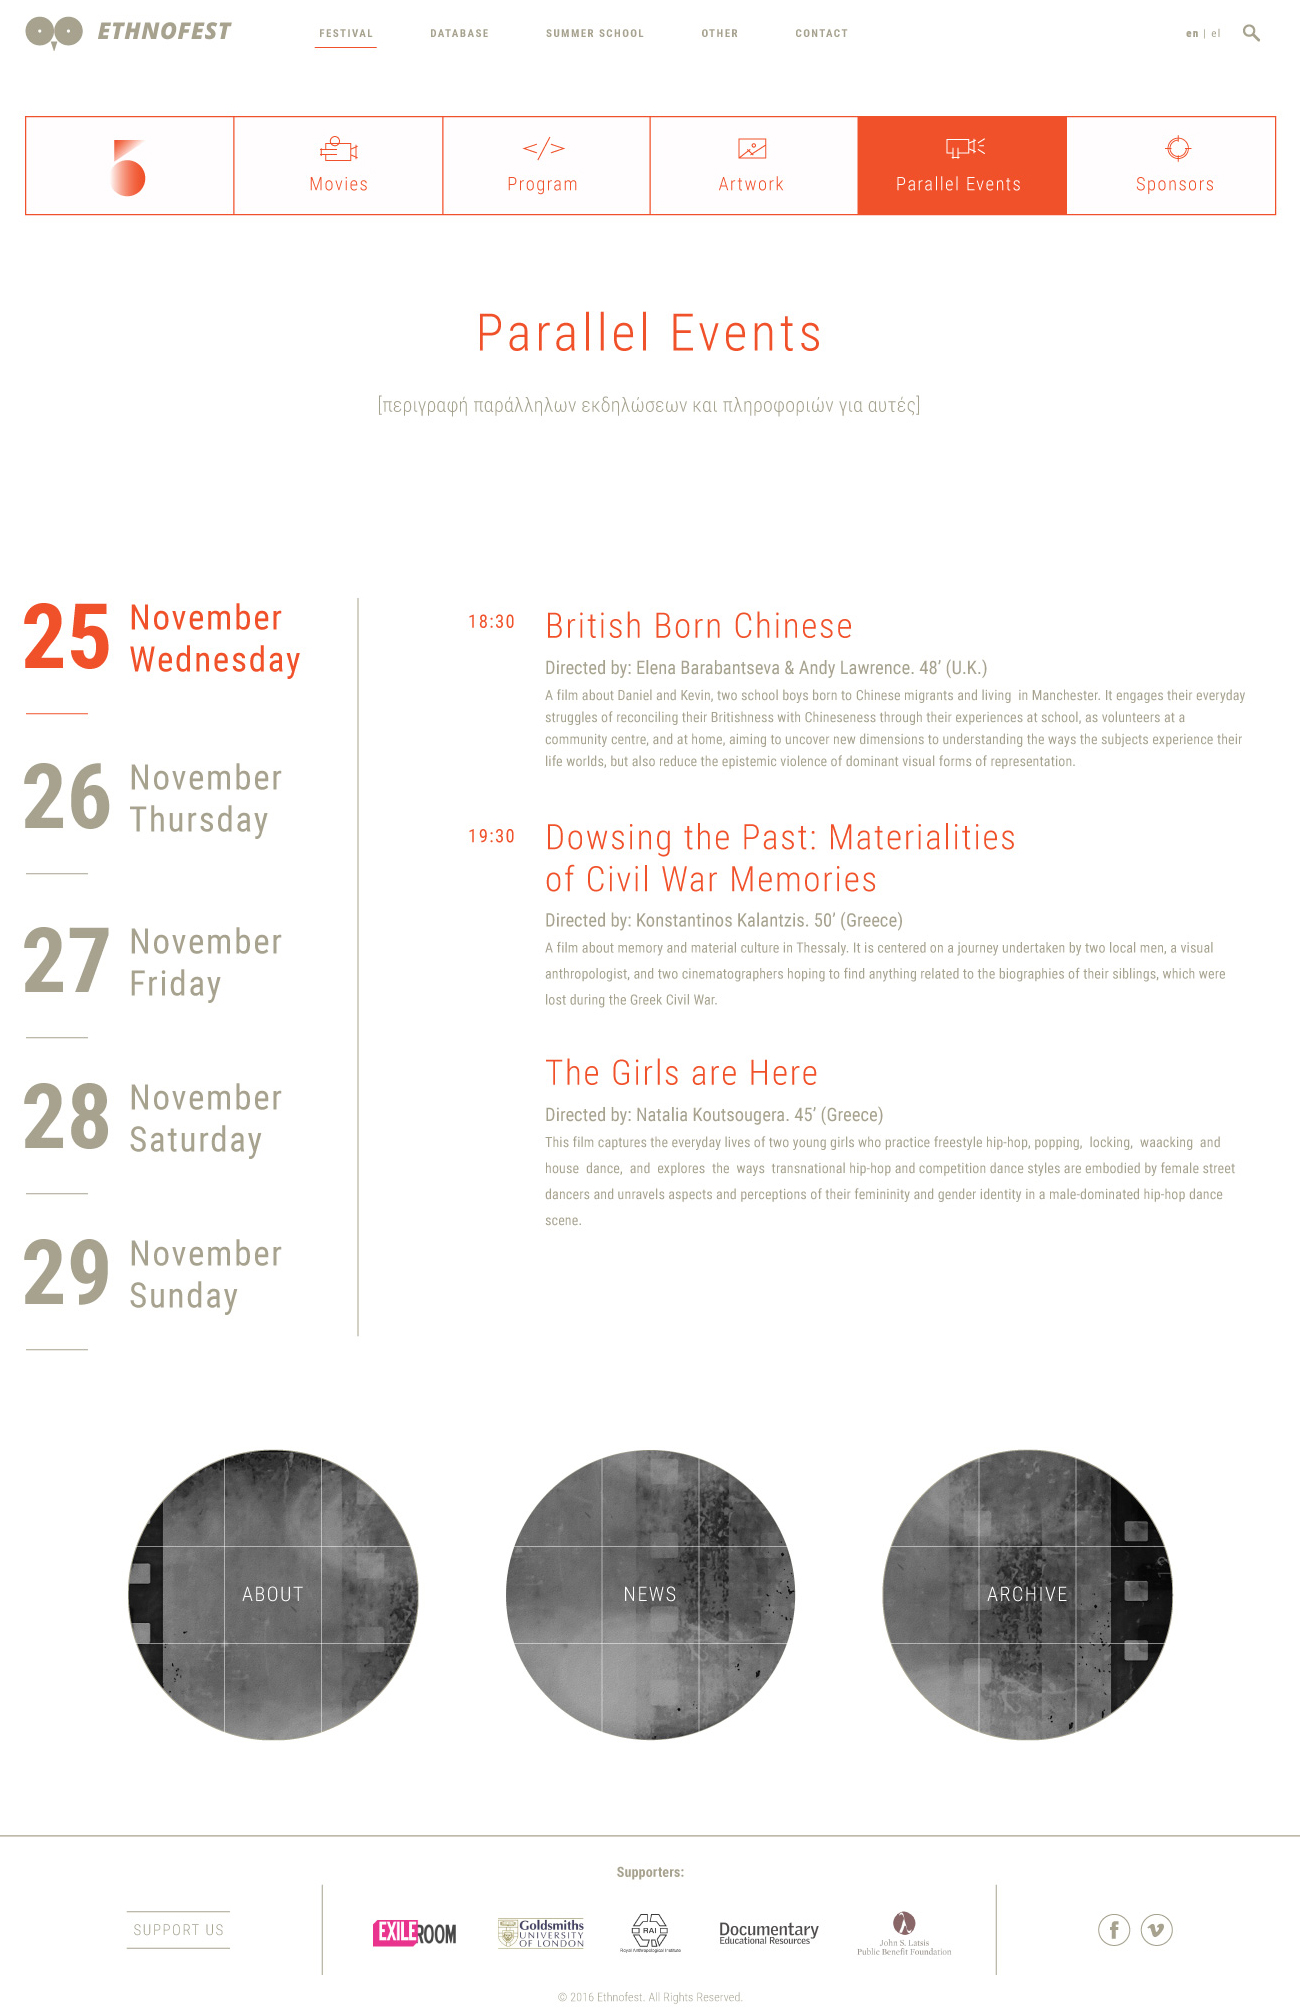 ETHNOFEST
FESTIVAL
DATABASE
SUMMER SCHOOL
OTHER
CONTACT
en | el
5
Movies
Program
Artwork
Parallel Events
Sponsors
Parallel Events
[περιγραφή παράλληλων εκδηλώσεων και πληροφοριών για αυτές]
25
November
Wednesday
26
November
Thursday
27
November
Friday
28
November
Saturday
29
November
Sunday
18:30
British Born Chinese
Directed by: Elena Barabantseva & Andy Lawrence. 48’ (U.K.)
A film about Daniel and Kevin, two school boys born to Chinese migrants and living in Manchester. It engages their everyday
struggles of reconciling their Britishness with Chineseness through their experiences at school, as volunteers at a
community centre, and at home, aiming to uncover new dimensions to understanding the ways the subjects experience their
life worlds, but also reduce the epistemic violence of dominant visual forms of representation.
19:30
Dowsing the Past: Materialities
of Civil War Memories
Directed by: Konstantinos Kalantzis. 50’ (Greece)
A film about memory and material culture in Thessaly. It is centered on a journey undertaken by two local men, a visual
anthropologist, and two cinematographers hoping to find anything related to the biographies of their siblings, which were
lost during the Greek Civil War.
The Girls are Here
Directed by: Natalia Koutsougera. 45’ (Greece)
This film captures the everyday lives of two young girls who practice freestyle hip-hop, popping, locking, waacking and
house dance, and explores the ways transnational hip-hop and competition dance styles are embodied by female street
dancers and unravels aspects and perceptions of their femininity and gender identity in a male-dominated hip-hop dance
scene.
ABOUT
NEWS
ARCHIVE
Supporters:
SUPPORT US
EXILEROOM
Goldsmiths
UNIVERSITY
OF LONDON
RAI
Royal Anthropological Institute
Documentary
Educational Resources
John S. Latsis
Public Benefit Foundation
© 2016 Ethnofest. All Rights Reserved.